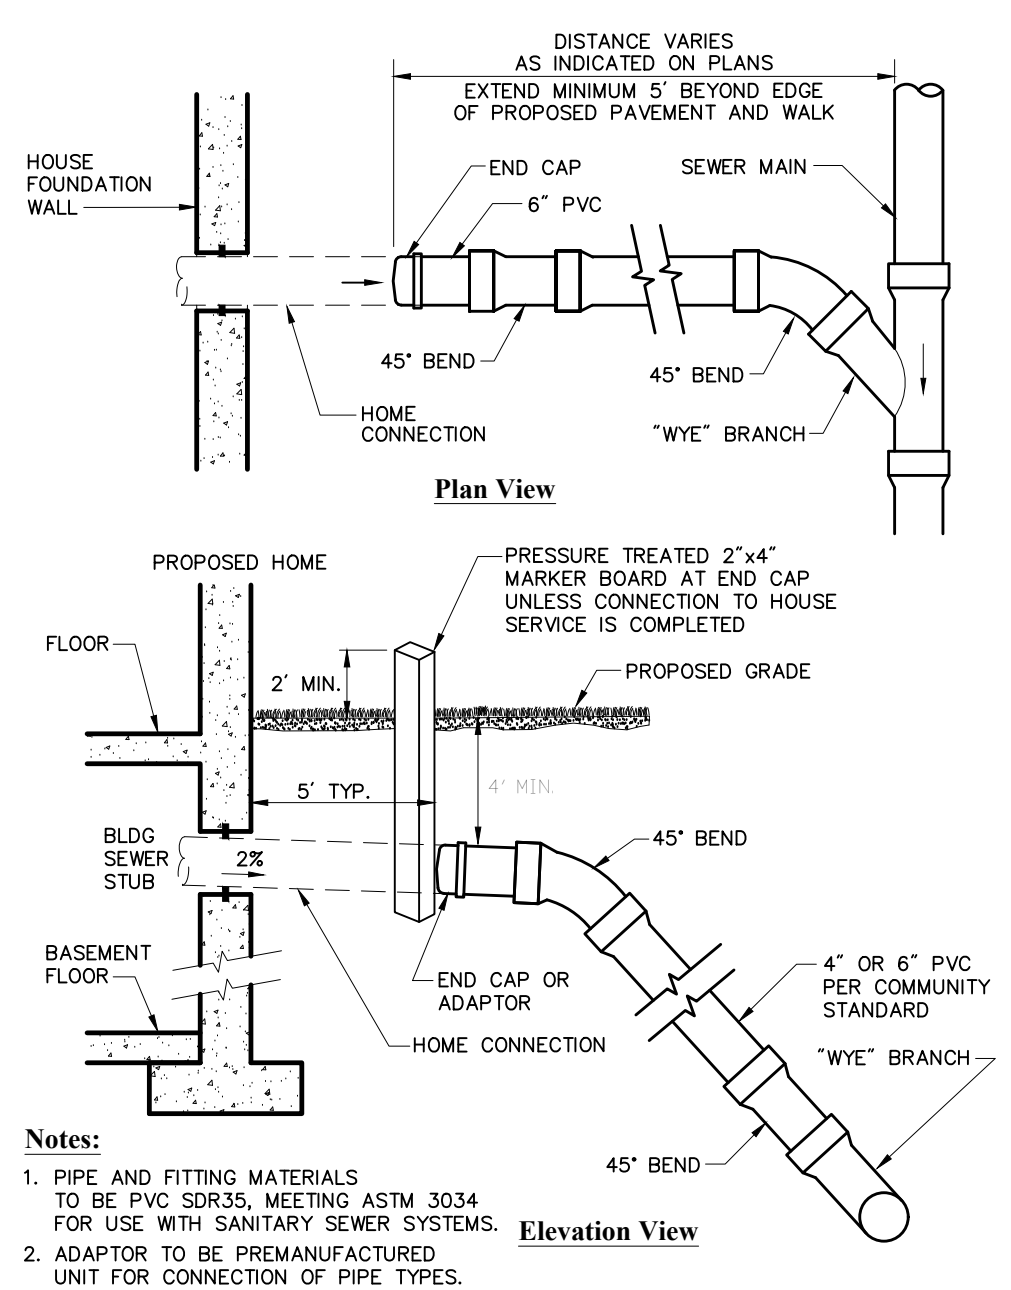 DISTANCE VARIES
AS INDICATED ON PLANS
EXTEND MINIMUM 5' BEYOND EDGE
OF PROPOSED PAVEMENT AND WALK
HOUSE
FOUNDATION
WALL
END CAP
6" PVC
SEWER MAIN
45° BEND
45° BEND
HOME
CONNECTION
"WYE" BRANCH
Plan View
PROPOSED HOME
PRESSURE TREATED 2"x4"
MARKER BOARD AT END CAP
UNLESS CONNECTION TO HOUSE
SERVICE IS COMPLETED
FLOOR
2' MIN.
PROPOSED GRADE
5' TYP.
4' MIN.
BLDG
SEWER
STUB
2%
45° BEND
BASEMENT
FLOOR
END CAP OR
ADAPTOR
4" OR 6" PVC
PER COMMUNITY
STANDARD
HOME CONNECTION
"WYE" BRANCH
45° BEND
Notes:
1. PIPE AND FITTING MATERIALS
TO BE PVC SDR35, MEETING ASTM 3034
FOR USE WITH SANITARY SEWER SYSTEMS.
2. ADAPTOR TO BE PREMANUFACTURED
UNIT FOR CONNECTION OF PIPE TYPES.
Elevation View